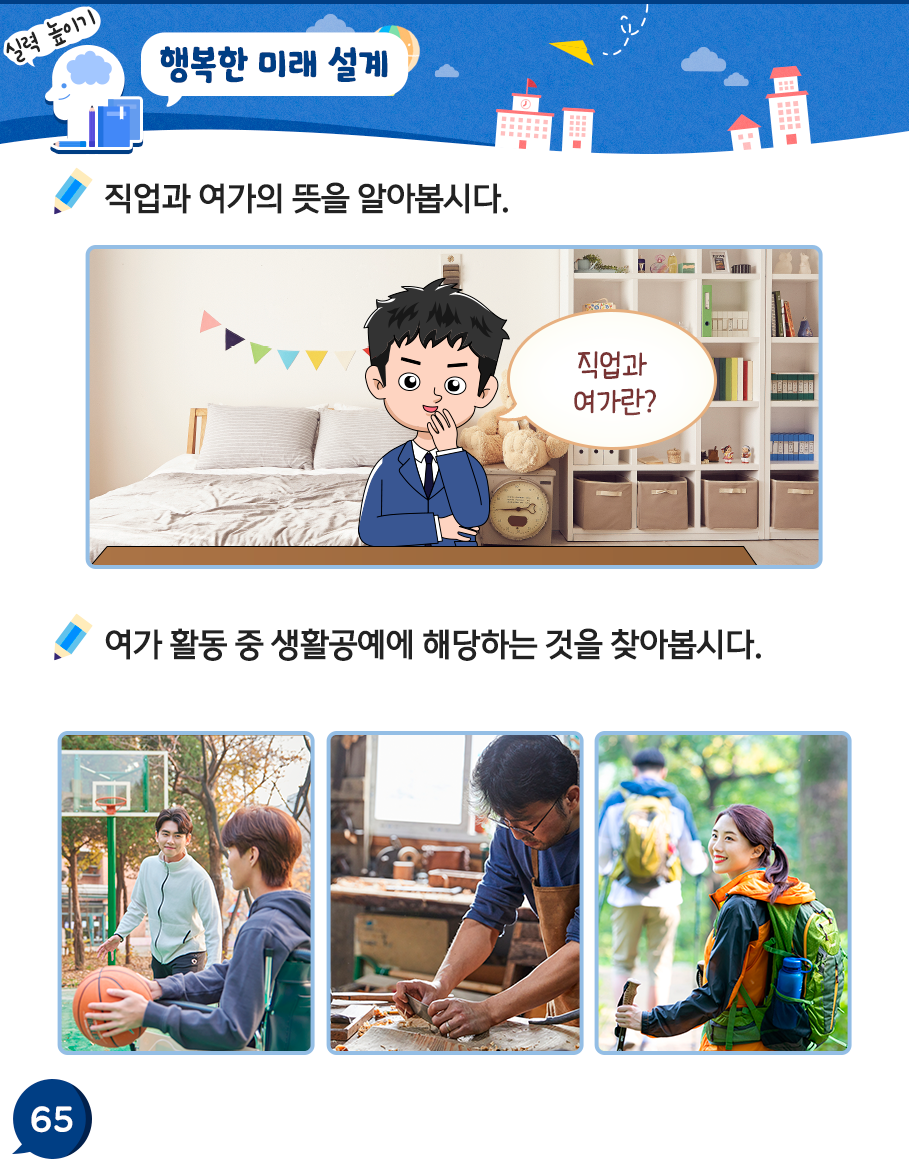 실력 높이기
행복한 미래 설계
직업과 여가의 뜻을 알아봅시다.
직업과
여가란?
여가 활동 중 생활공예에 해당하는 것을 찾아봅시다.
65